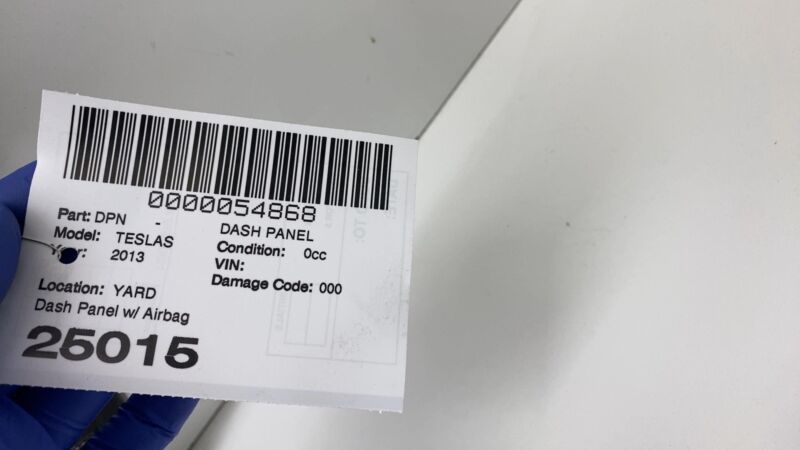 0000054868
Part: DPN - DASH PANEL
Model: TESLAS Condition: 0cc
2013 VIN:
Location: YARD Damage Code: 000
Dash Panel w/ Airbag
25015